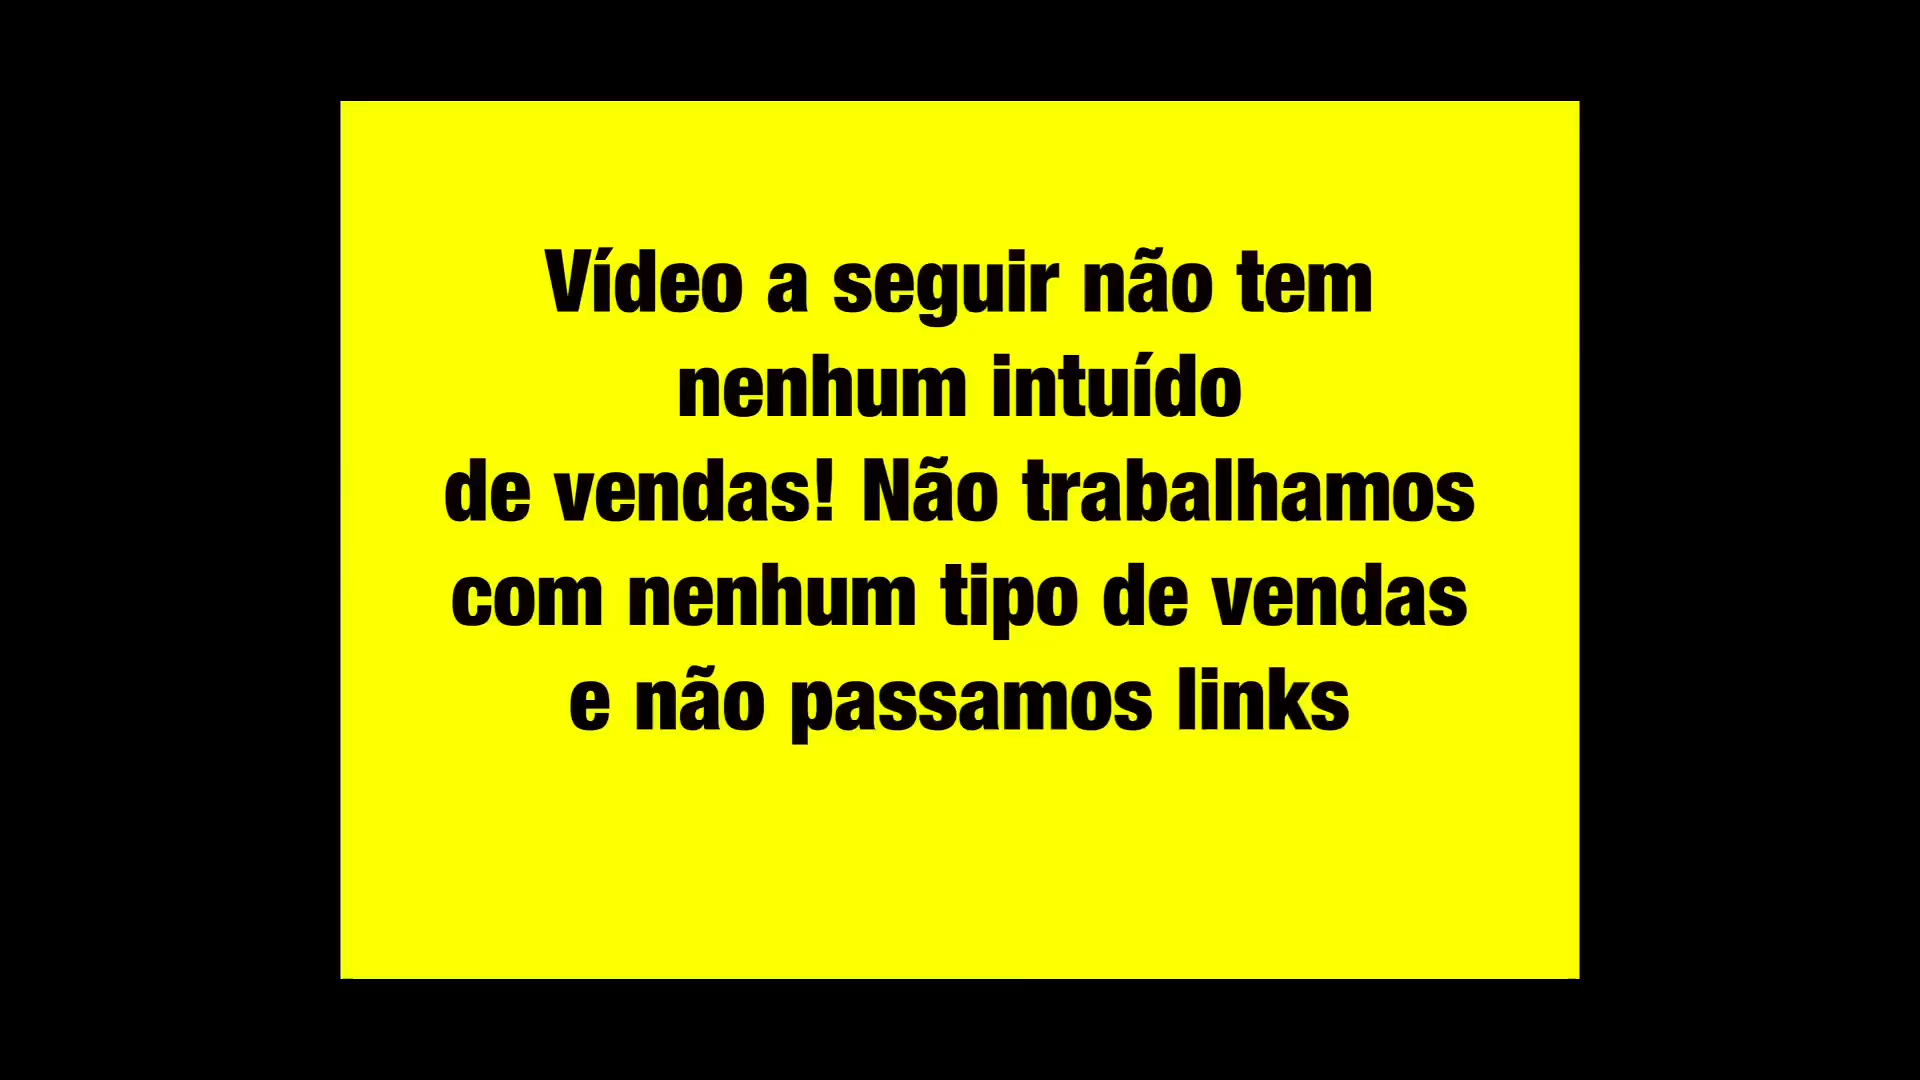 Vídeo a seguir não tem
nenhum intuído
de vendas! Não trabalhamos
com nenhum tipo de vendas
e não passamos links